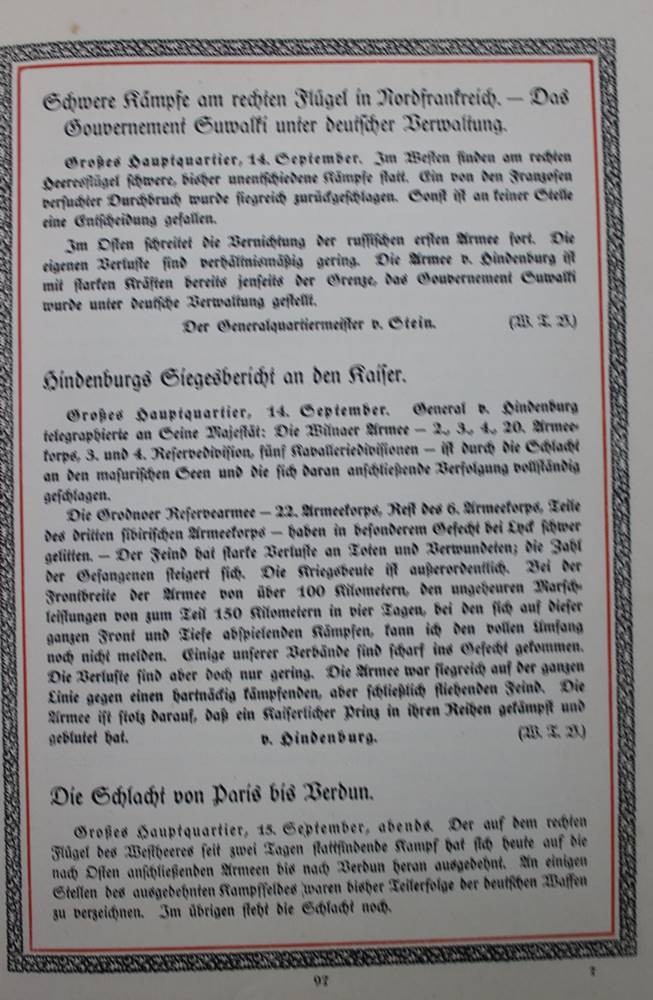 Schwere Kämpfe am rechten Flügel in Nordfrankreich. — Das
Gouvernement Suwalki unter deutscher Verwaltung.
Großes Hauptquartier, 14. September. Im Westen finden am rechten
Heeresflügel schwere, bisher unentschiedene Kämpfe statt. Ein von den Franzosen
versuchter Durchbruch wurde siegreich zurückgeschlagen. Sonst ist an keiner Stelle
eine Entscheidung gefallen.
Im Osten schreitet die Vernichtung der russischen ersten Armee fort. Die
eigenen Verluste sind verhältnismäßig gering. Die Armee v. Hindenburg ist
mit starken Kräften bereits jenseits der Grenze, das Gouvernement Suwalki
wurde unter deutsche Verwaltung gestellt.
Der Generalquartiermeister v. Stein. (W. T. B.)
Hindenburgs Siegesbericht an den Kaiser.
Großes Hauptquartier, 14. September. General v. Hindenburg
telegraphierte an Seine Majestät: Die Wilnaer Armee — 2., 3., 4., 20. Armee-
korps, 3. und 4. Reservedivision, fünf Kavalleriedivisionen — ist durch die Schlacht
an den masurischen Seen und die sich daran anschließende Verfolgung vollständig
geschlagen.
Die Grodnoer Reservearmee — 22. Armeekorps, Rest des 6. Armeekorps, Teile
des dritten sibirischen Armeekorps — haben in besonderem Gefecht bei Lyck schwer
gelitten. — Der Feind hat starke Verluste an Toten und Verwundeten; die Zahl
der Gefangenen steigert sich. Die Kriegsbeute ist außerordentlich. Bei der
Frontbreite der Armee von über 100 Kilometern, den ungeheuren Marsch-
leistungen von zum Teil 150 Kilometern in vier Tagen, bei den sich auf dieser
ganzen Front und Tiefe abspielenden Kämpfen, kann ich den vollen Umfang
noch nicht melden. Einige unserer Verbände sind scharf ins Gefecht gekommen.
Die Verluste sind aber doch nur gering. Die Armee war siegreich auf der ganzen
Linie gegen einen hartnäckig kämpfenden, aber schließlich fliehenden Feind. Die
Armee ist stolz darauf, daß ein Kaiserlicher Prinz in ihren Reihen gekämpft und
geblutet hat. v. Hindenburg. (W. T. B.)
Die Schlacht von Paris bis Verdun.
Großes Hauptquartier, 15. September, abends. Der auf dem rechten
Flügel des Westheeres seit zwei Tagen stattfindende Kampf hat sich heute auf die
nach Osten anschließenden Armeen bis nach Verdun heran ausgedehnt. An einigen
Stellen des ausgedehnten Kampffeldes waren bisher Teilerfolge der deutschen Waffen
zu verzeichnen. Im übrigen steht die Schlacht noch.
97
7